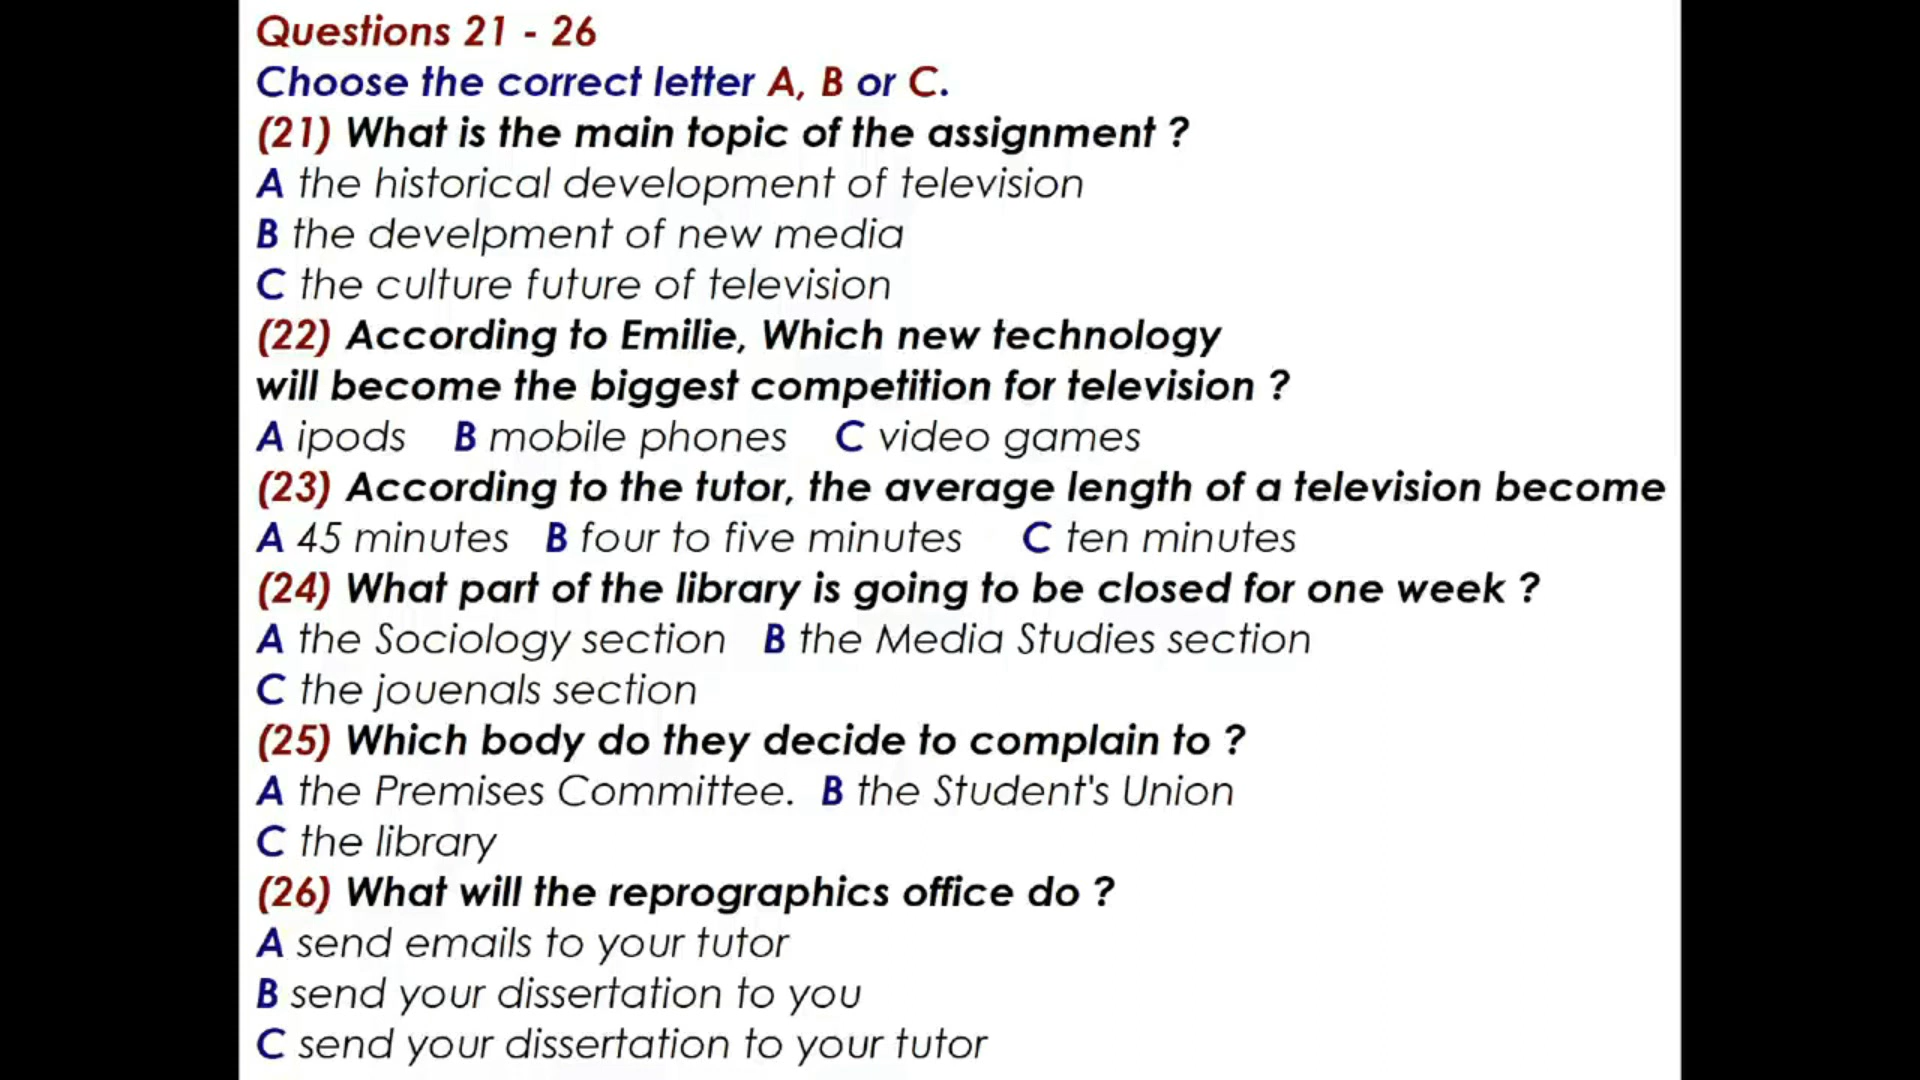 Questions 21 - 26
Choose the correct letter A, B or C.
(21) What is the main topic of the assignment ?
A the historical development of television
B the develpment of new media
C the culture future of television
(22) According to Emilie, Which new technology
will become the biggest competition for television ?
A ipods B mobile phones C video games
(23) According to the tutor, the average length of a television become
A 45 minutes B four to five minutes C ten minutes
(24) What part of the library is going to be closed for one week ?
A the Sociology section B the Media Studies section
C the jouenals section
(25) Which body do they decide to complain to ?
A the Premises Committee. B the Student's Union
C the library
(26) What will the reprographics office do ?
A send emails to your tutor
B send your dissertation to you
C send your dissertation to your tutor